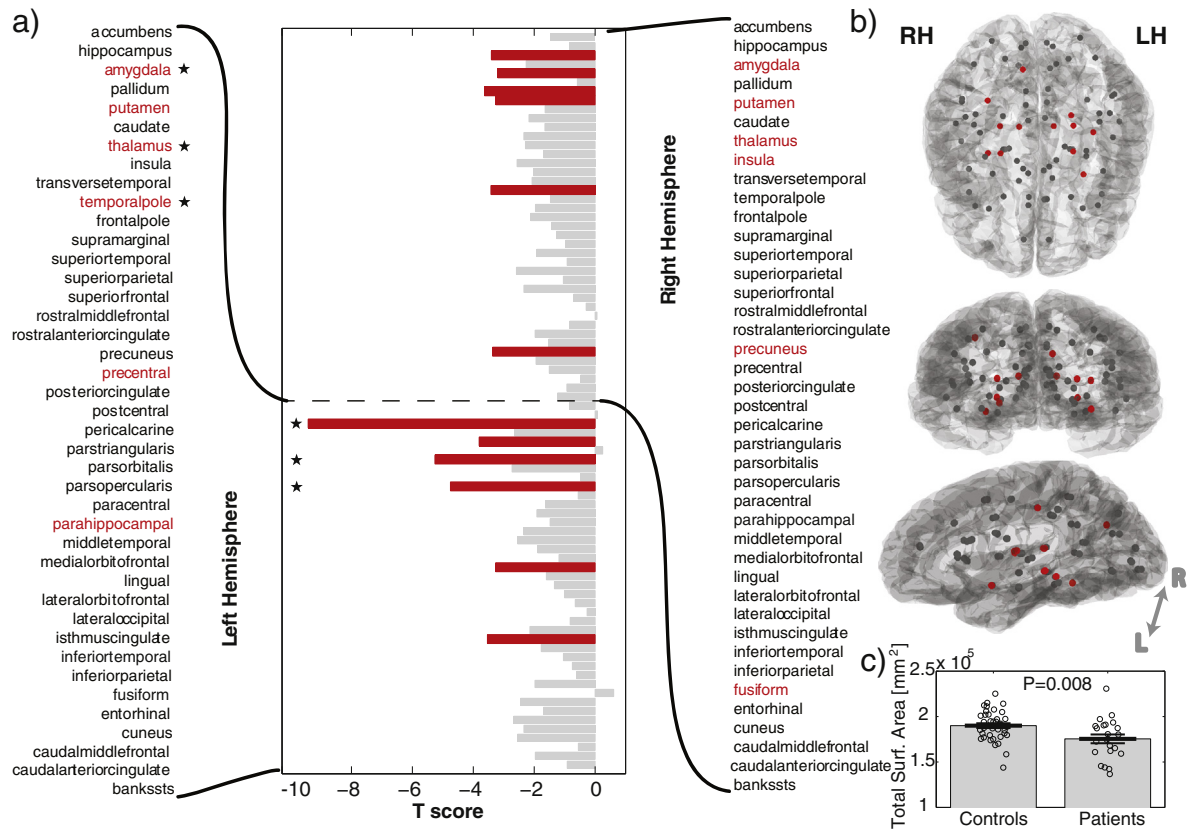 a)
accumbens
hippocampus
amygdala ★
pallidum
putamen
caudate
thalamus ★
insula
transversetemporal
temporalpole ★
frontalpole
supramarginal
superiortemporal
superiorparietal
superiorfrontal
rostralmiddlefrontal
rostralanteriorcingulate
precuneus
precentral
posteriorcingulate
postcentral
pericalcarine
parstriangularis
parsorbitalis
parsopercularis
paracentral
parahippocampal
middletemporal
medialorbitofrontal
lingual
lateralorbitofrontal
lateraloccipital
isthmuscingulate
inferiortemporal
inferiorparietal
fusiform
entorhinal
cuneus
caudalmiddlefrontal
caudalanteriorcingulate
bankssts
Left Hemisphere
★
★
★
-10 −8 −6 −4 −2 0
T score
Right Hemisphere
accumbens
hippocampus
amygdala
pallidum
putamen
caudate
thalamus
insula
transversetemporal
temporalpole
frontalpole
supramarginal
superiortemporal
superiorparietal
superiorfrontal
rostralmiddlefrontal
rostralanteriorcingulate
precuneus
precentral
posteriorcingulate
postcentral
pericalcarine
parstriangularis
parsorbitalis
parsopercularis
paracentral
parahippocampal
middletemporal
medialorbitofrontal
lingual
lateralorbitofrontal
lateraloccipital
isthmuscingulate
inferiortemporal
inferiorparietal
fusiform
entorhinal
cuneus
caudalmiddlefrontal
caudalanteriorcingulate
bankssts
b)
RH LH
R
L
c)
2.5 x 10⁵
2
1.5
1
Total Surf. Area [mm²]
P=0.008
Controls Patients